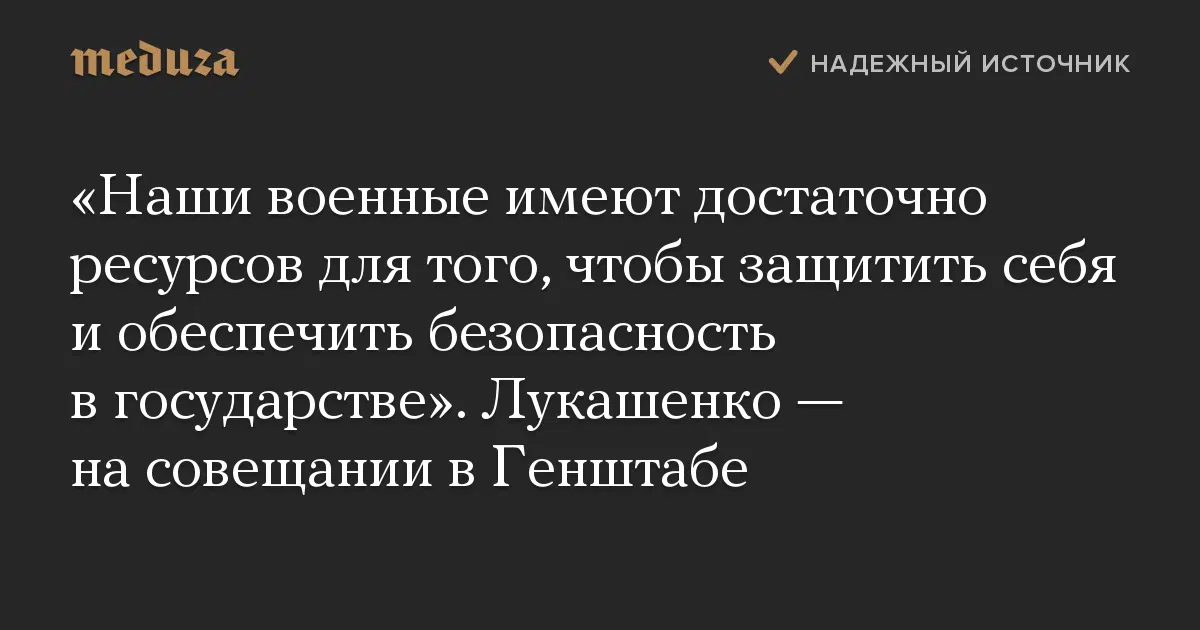 meduza
НАДЕЖНЫЙ ИСТОЧНИК
«Наши военные имеют достаточно
ресурсов для того, чтобы защитить себя
и обеспечить безопасность
в государстве». Лукашенко —
на совещании в Генштабе